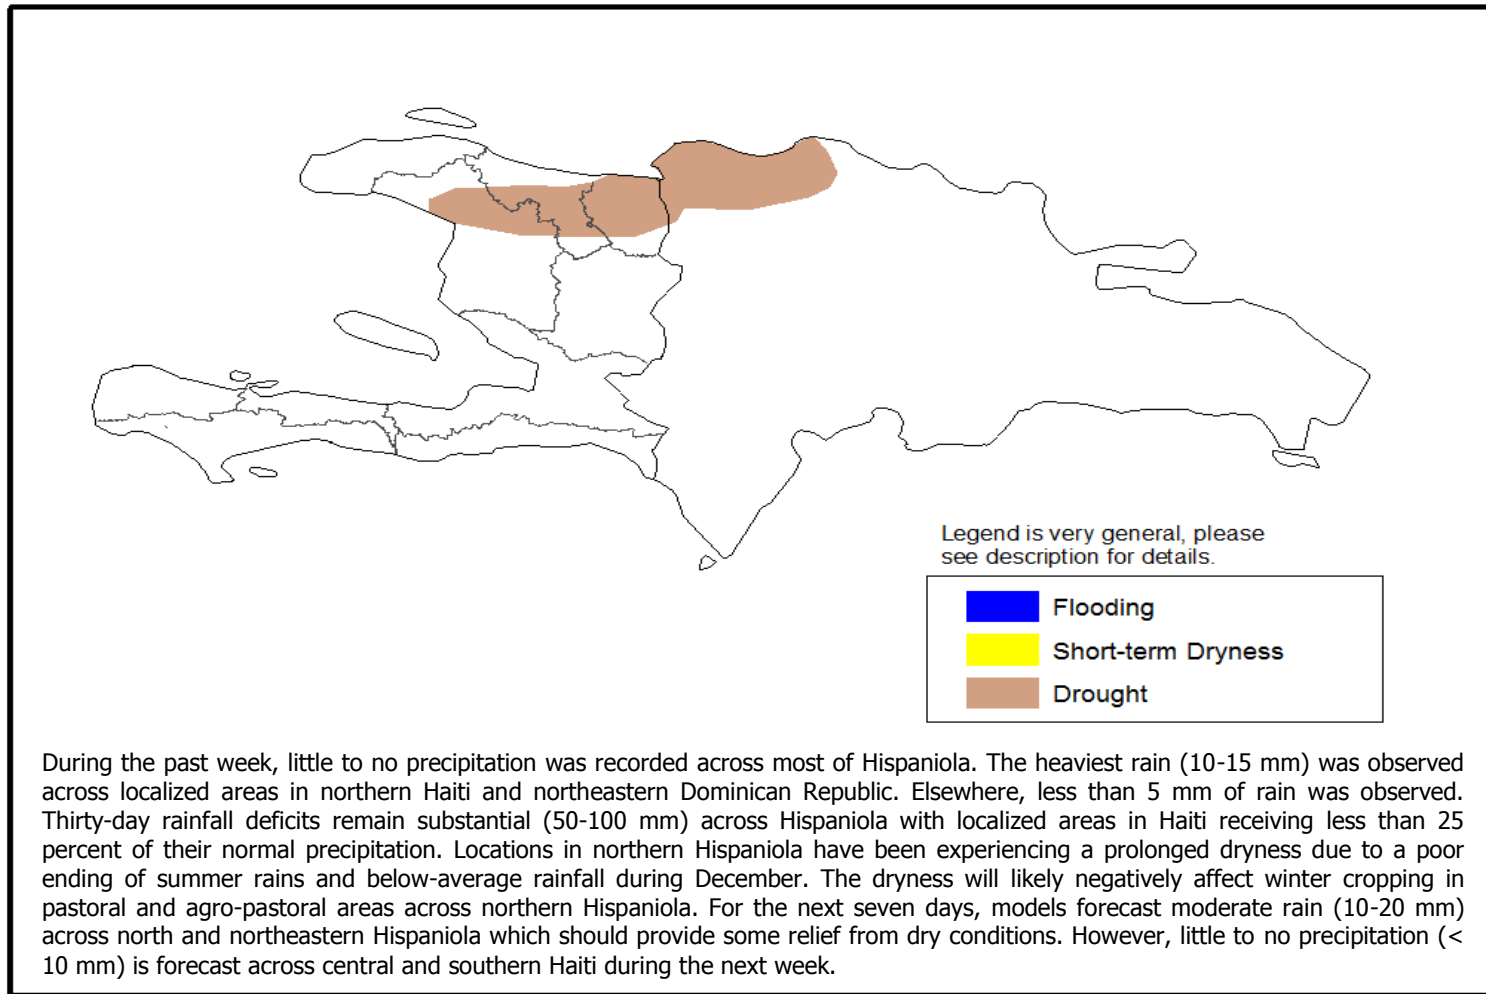 Legend is very general, please
see description for details.
Flooding
Short-term Dryness
Drought
During the past week, little to no precipitation was recorded across most of Hispaniola. The heaviest rain (10-15 mm) was observed
across localized areas in northern Haiti and northeastern Dominican Republic. Elsewhere, less than 5 mm of rain was observed.
Thirty-day rainfall deficits remain substantial (50-100 mm) across Hispaniola with localized areas in Haiti receiving less than 25
percent of their normal precipitation. Locations in northern Hispaniola have been experiencing a prolonged dryness due to a poor
ending of summer rains and below-average rainfall during December. The dryness will likely negatively affect winter cropping in
pastoral and agro-pastoral areas across northern Hispaniola. For the next seven days, models forecast moderate rain (10-20 mm)
across north and northeastern Hispaniola which should provide some relief from dry conditions. However, little to no precipitation (<
10 mm) is forecast across central and southern Haiti during the next week.